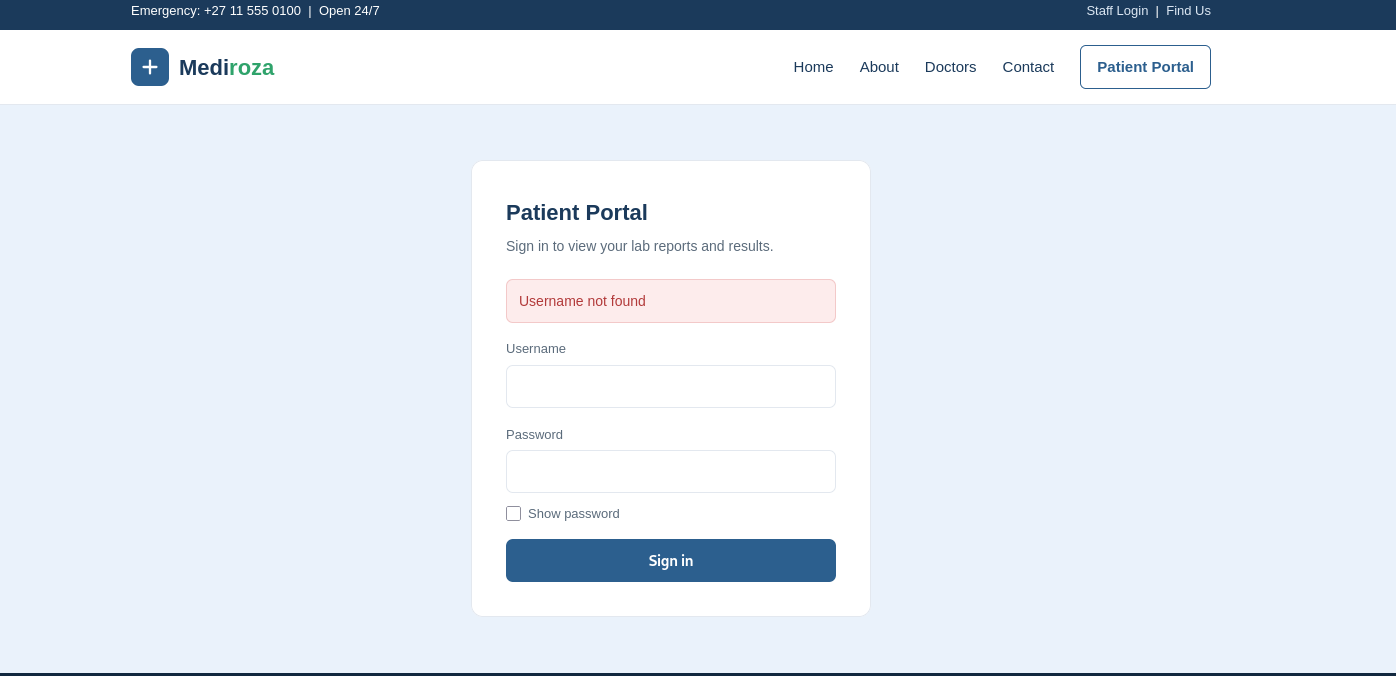 Emergency: +27 11 555 0100 | Open 24/7
Staff Login | Find Us
Mediroza
Home About Doctors Contact Patient Portal
Patient Portal
Sign in to view your lab reports and results.
Username not found
Username
Password
Show password
Sign in